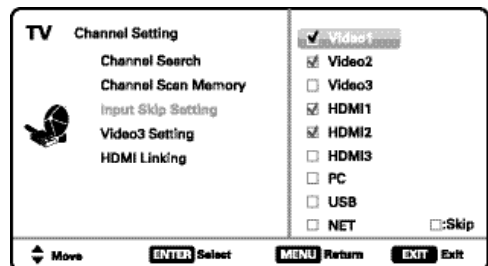 TV Channel Setting
Channel Search
Channel Scan Memory
Input Skip Setting
Video3 Setting
HDMI Linking
Video1
Video2
Video3
HDMI1
HDMI2
HDMI3
PC
USB
NET
:Skip
Move ENTER Select MENU Return EXIT Exit